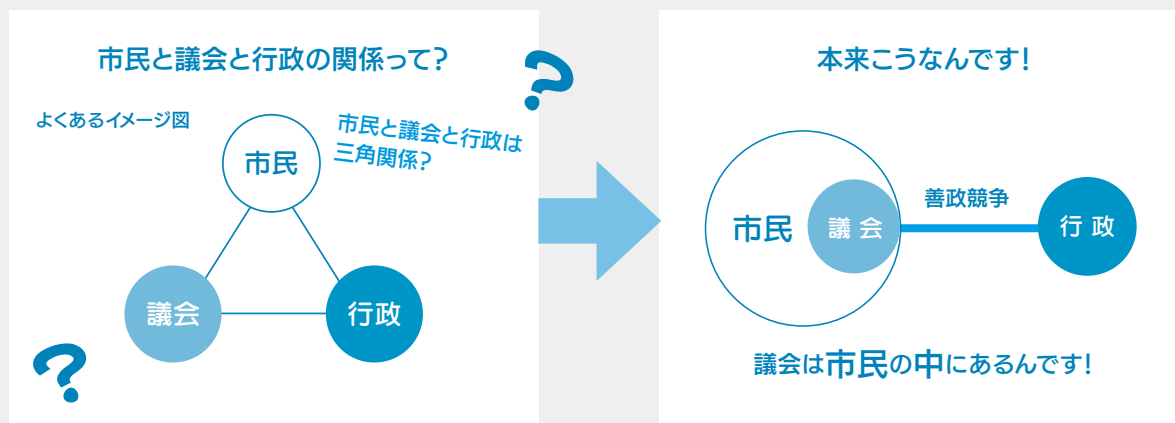 市民と議会と行政の関係って?
よくあるイメージ図
市民と議会と行政は
三角関係?
市民
議会
行政
?
?
本来こうなんです!
市民
議会
善政競争
行政
議会は市民の中にあるんです!